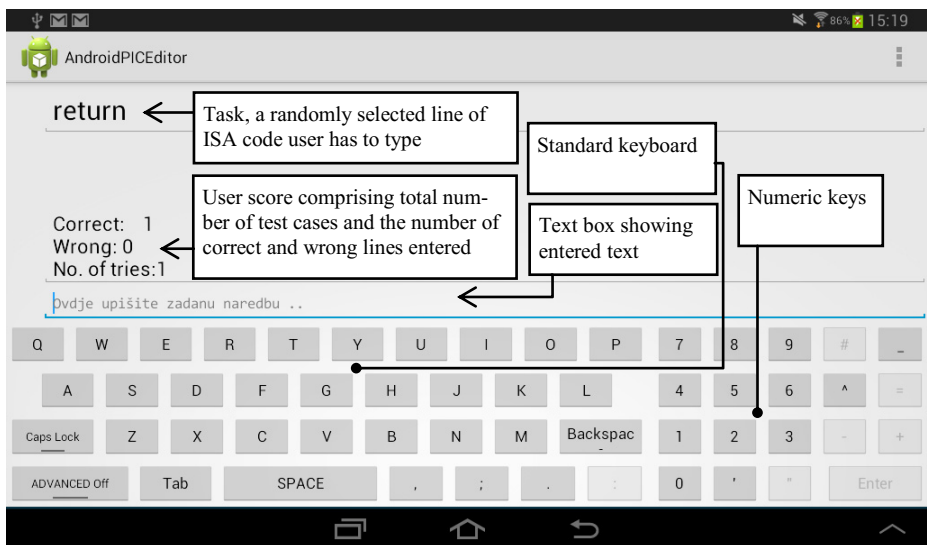 86% 15:19
AndroidPICEditor
return
Task, a randomly selected line of
ISA code user has to type
Standard keyboard
Numeric keys
User score comprising total num-
ber of test cases and the number of
correct and wrong lines entered
Text box showing
entered text
Correct: 1
Wrong: 0
No. of tries:1
Ovdje upišite zadanu naredbu ..
Q W E R T Y U I O P 7 8 9 # _
A S D F G H J K L 4 5 6 ^ =
Caps Lock Z X C V B N M Backspac 1 2 3 - +
ADVANCED Off Tab SPACE , ; . : 0 ' " Enter